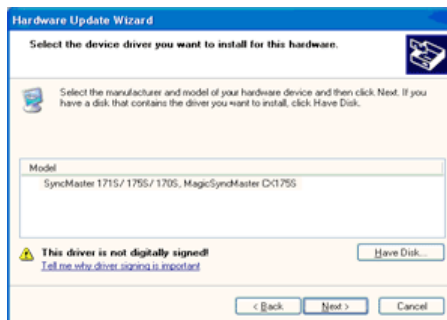 Hardware Update Wizard
Select the device driver you want to install for this hardware.
Select the manufacturer and model of your hardware device and then click Next. If you
have a disk that contains the driver you want to install, click Have Disk.
Model
SyncMaster 171S/ 175S/ 170S, MagicSyncMaster CX175S
This driver is not digitally signed!
Have Disk...
Tell me why driver signing is important
< Back
Next >
Cancel